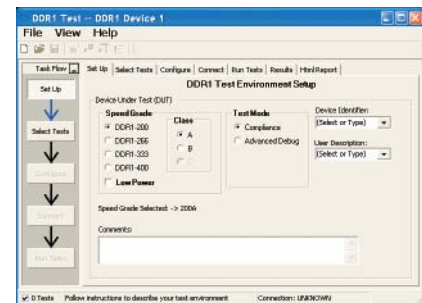 DDR1 Test -- DDR1 Device 1
File View Help
Task Flow
Set Up
Select Tests
Configure
Connect
Run Tests
Results
Html Report
Set Up
Select Tests
Configure
Connect
Run Tests
DDR1 Test Environment Setup
Device Under Test (DUT)
Speed Grade
DDR1-200
DDR1-266
DDR1-333
DDR1-400
Low Power
Class
A
B
C
Test Mode
Compliance
Advanced Debug
Device Identifier:
(Select or Type)
User Description:
(Select or Type)
Speed Grade Selected: -> 200A
Comments:
0 Tests Follow instructions to describe your test environment Connection: UNKNOWN